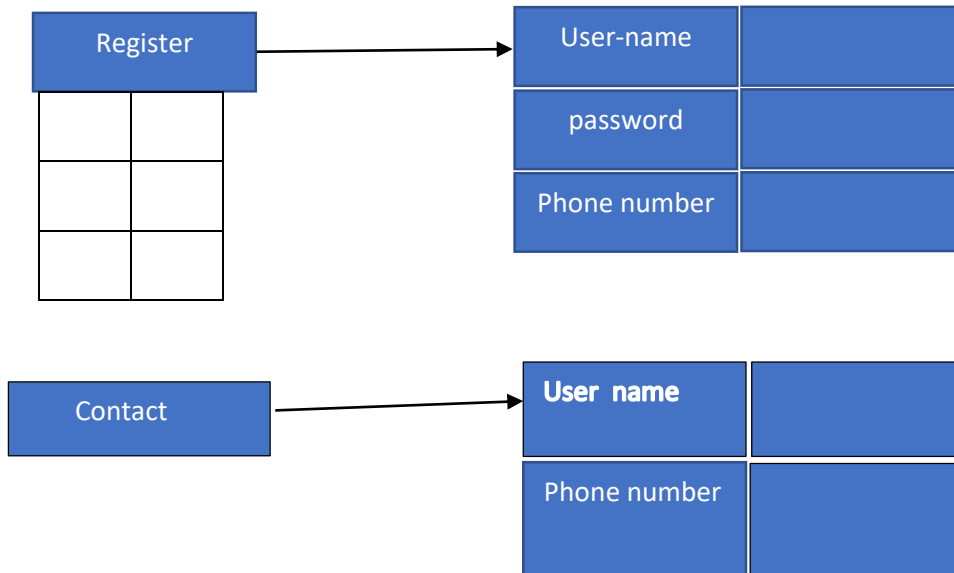 Register
User-name
password
Phone number
Contact
User name
Phone number